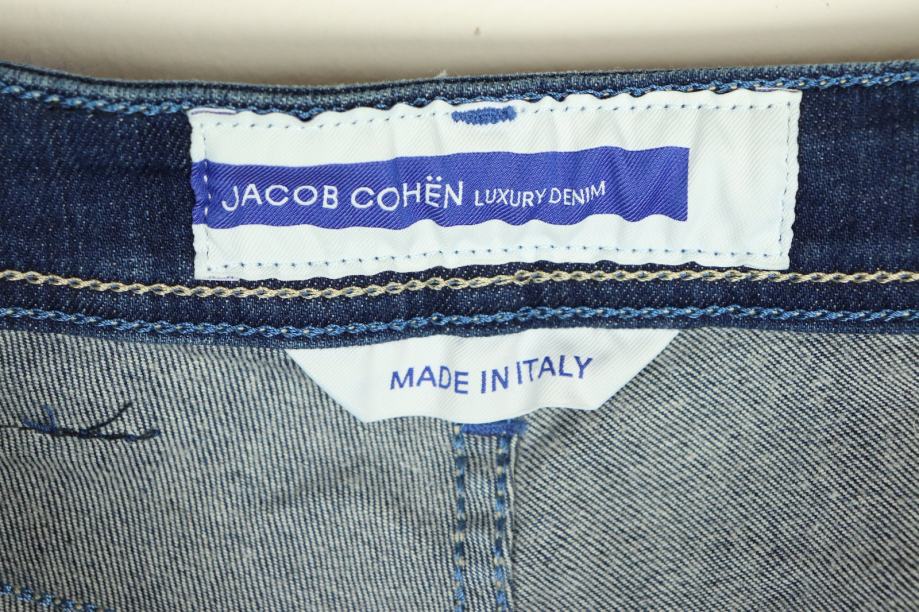 JACOB COHËN LUXURY DENIM
MADE IN ITALY